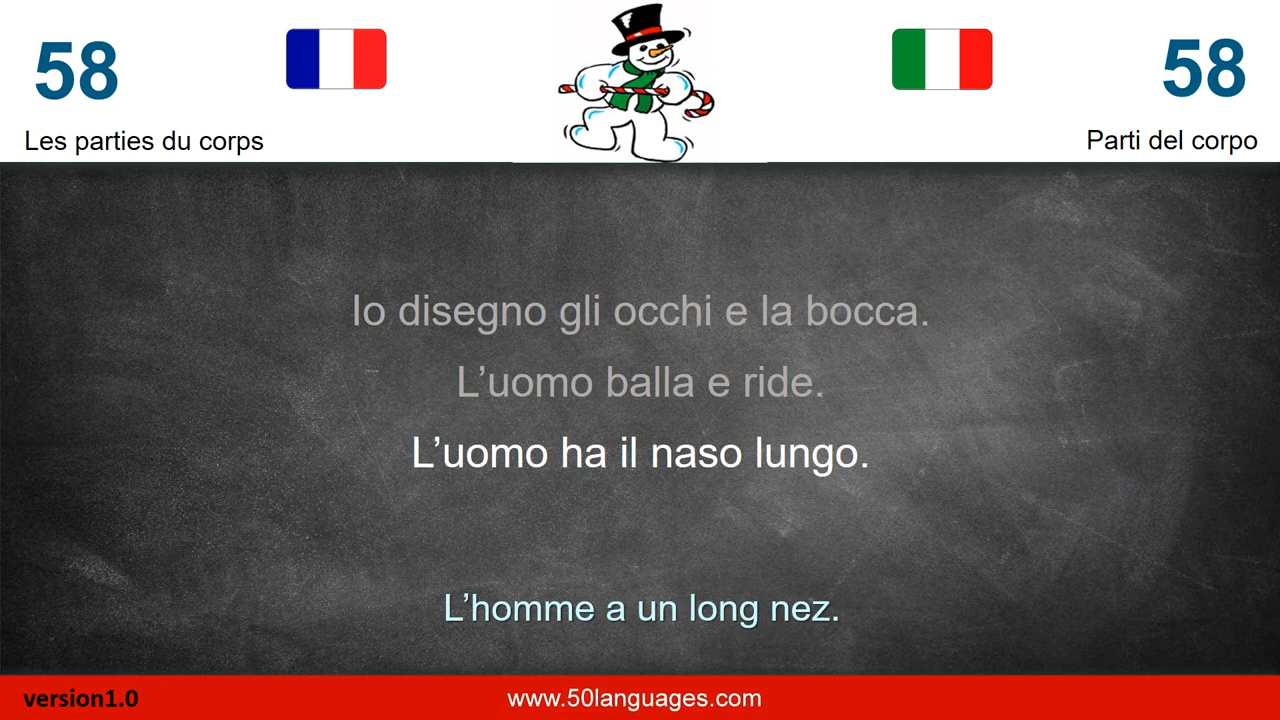 58
58
Les parties du corps
Parti del corpo
Io disegno gli occhi e la bocca.
L’uomo balla e ride.
L’uomo ha il naso lungo.
L’homme a un long nez.
version1.0
www.50languages.com